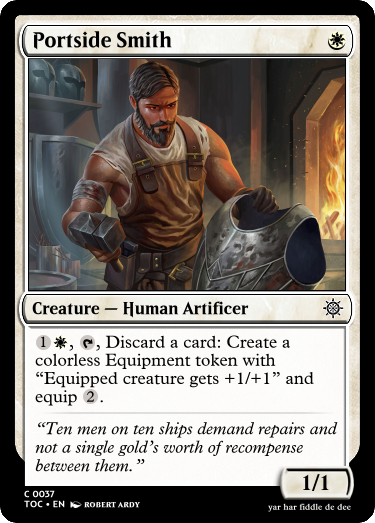 Portside Smith
Creature — Human Artificer
1 W, T, Discard a card: Create a
colorless Equipment token with
“Equipped creature gets +1/+1” and
equip 2.
“Ten men on ten ships demand repairs and
not a single gold’s worth of recompense
between them.”
1/1
C 0037
TOC • EN ROBERT ARDY
yar har fiddle de dee